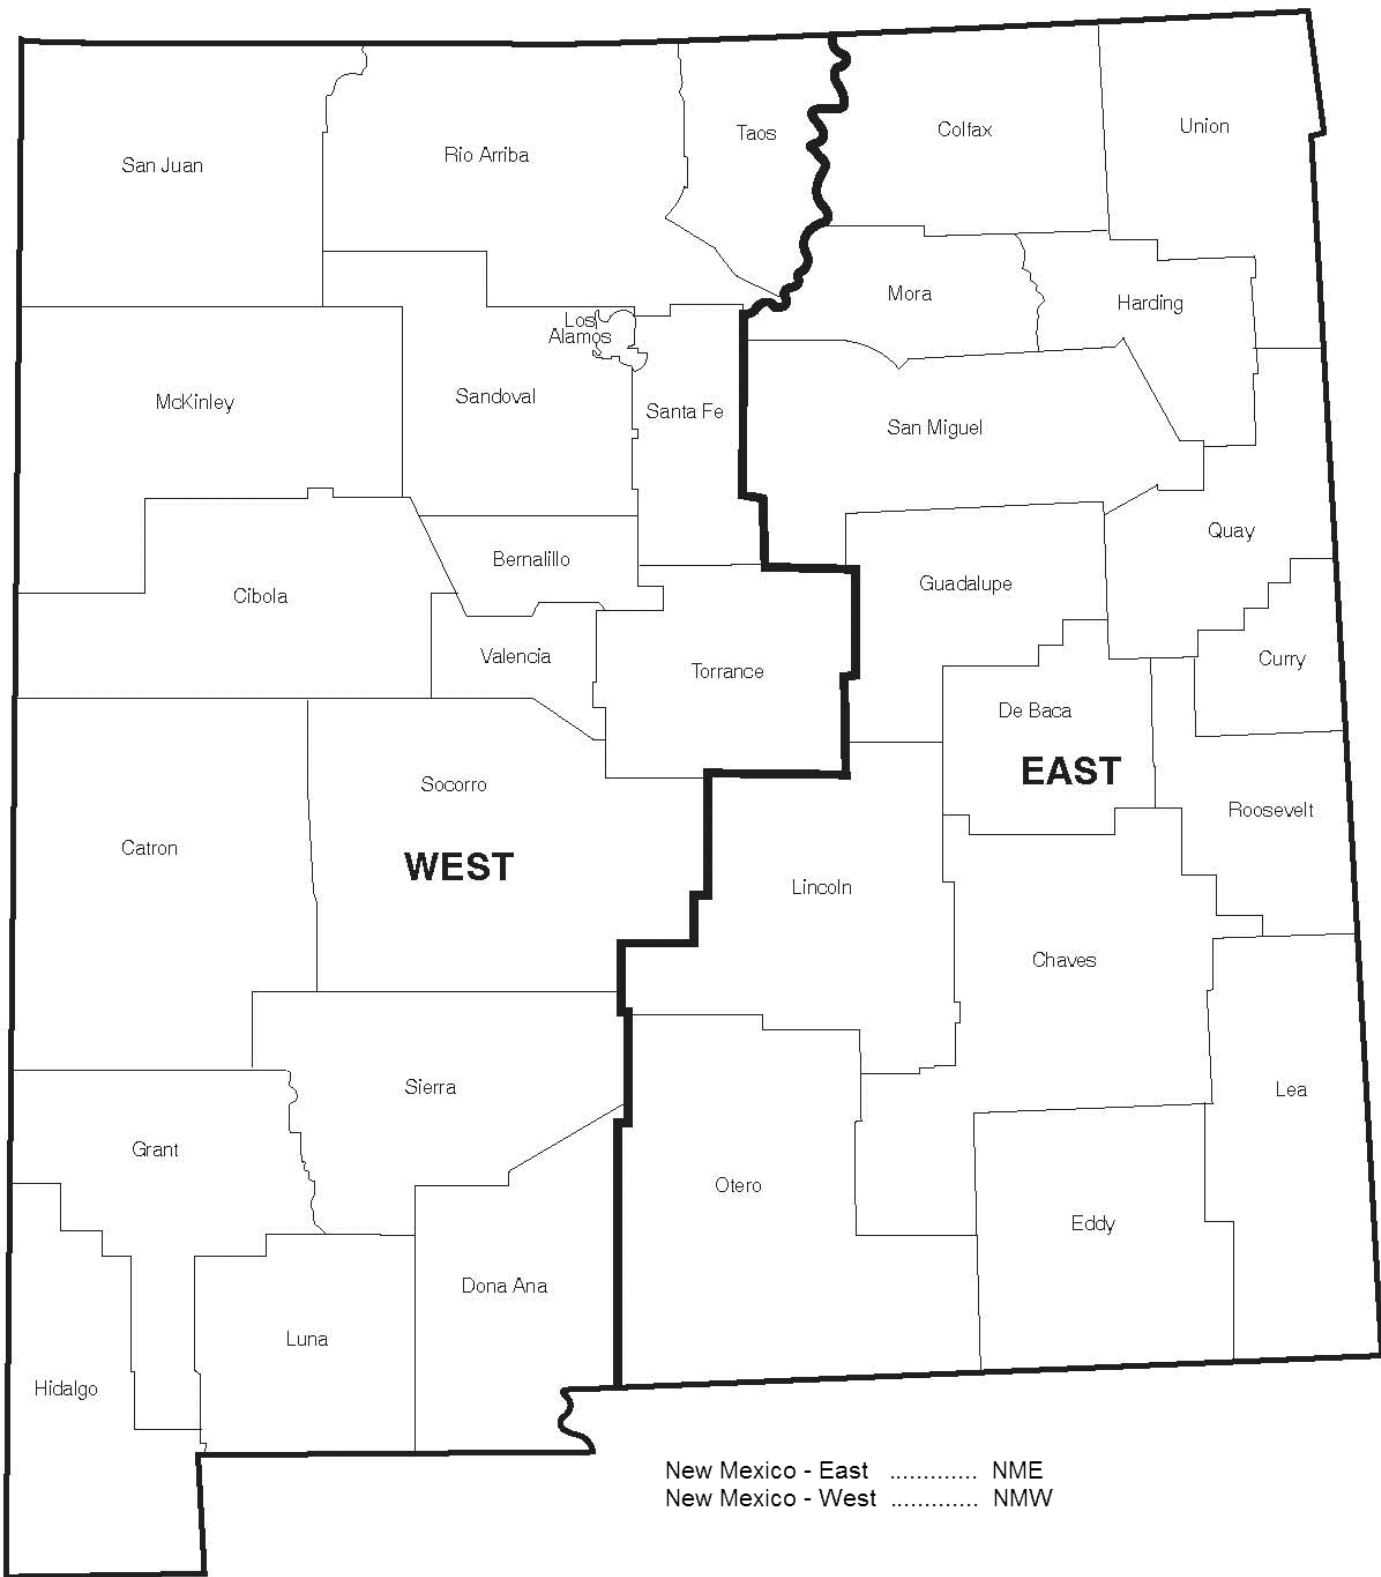 Taos
Colfax
Union
San Juan
Rio Arriba
Mora
Harding
Los
Alamos
McKinley
Sandoval
Santa Fe
San Miguel
Quay
Bernalillo
Guadalupe
Cibola
Valencia
Torrance
Curry
De Baca
EAST
Socorro
Roosevelt
Catron
WEST
Lincoln
Chaves
Sierra
Lea
Grant
Otero
Eddy
Dona Ana
Luna
Hidalgo
New Mexico - East ............. NME
New Mexico - West ............. NMW